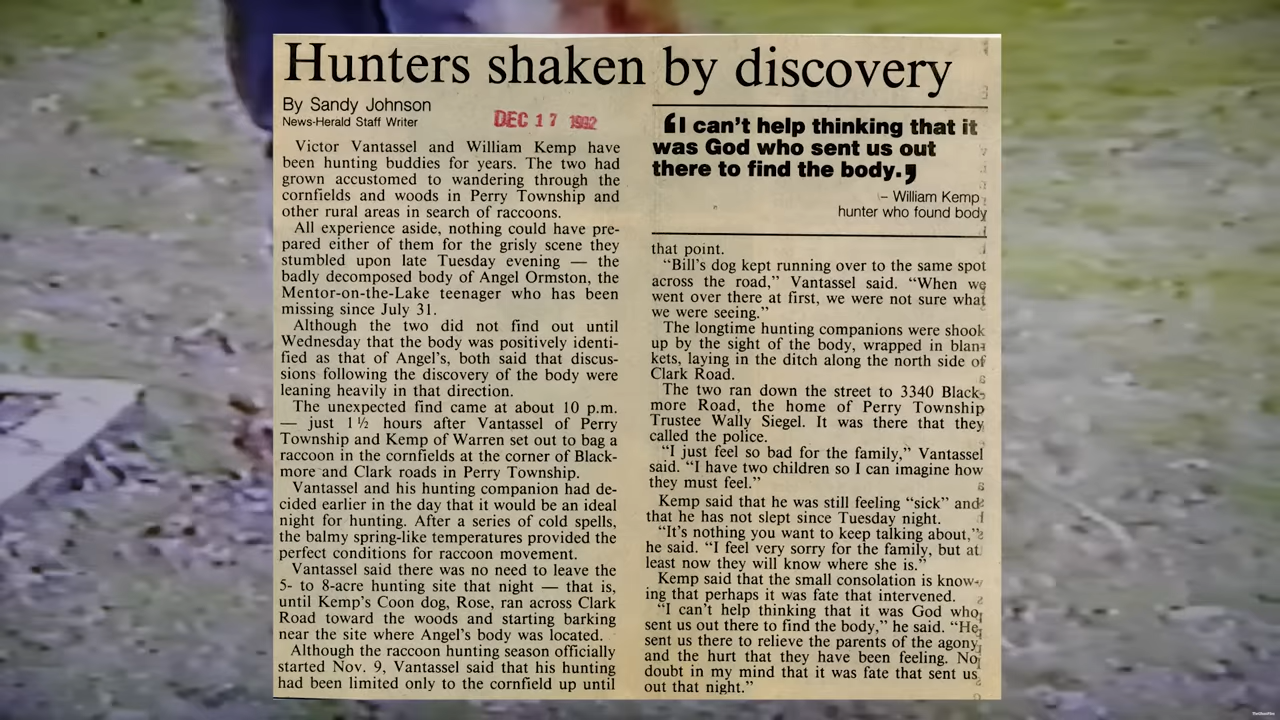 Hunters shaken by discovery
By Sandy Johnson
News-Herald Staff Writer
DEC 17 1992
Victor Vantassel and William Kemp have
been hunting buddies for years. The two had
grown accustomed to wandering through the
cornfields and woods in Perry Township and
other rural areas in search of raccoons.
All experience aside, nothing could have pre-
pared either of them for the grisly scene they
stumbled upon late Tuesday evening — the
badly decomposed body of Angel Ormston, the
Mentor-on-the-Lake teenager who has been
missing since July 31.
Although the two did not find out until
Wednesday that the body was positively identi-
fied as that of Angel's, both said that discus-
sions following the discovery of the body were
leaning heavily in that direction.
The unexpected find came at about 10 p.m.
— just 1½ hours after Vantassel of Perry
Township and Kemp of Warren set out to bag a
raccoon in the cornfields at the corner of Black-
more and Clark roads in Perry Township.
Vantassel and his hunting companion had de-
cided earlier in the day that it would be an ideal
night for hunting. After a series of cold spells,
the balmy spring-like temperatures provided the
perfect conditions for raccoon movement.
Vantassel said there was no need to leave the
5- to 8-acre hunting site that night — that is,
until Kemp's Coon dog, Rose, ran across Clark
Road toward the woods and starting barking
near the site where Angel's body was located.
Although the raccoon hunting season officially
started Nov. 9, Vantassel said that his hunting
had been limited only to the cornfield up until
‘I can't help thinking that it
was God who sent us out
there to find the body.’
– William Kemp
hunter who found body
that point.
“Bill's dog kept running over to the same spot
across the road,” Vantassel said. “When we
went over there at first, we were not sure what
we were seeing.”
The longtime hunting companions were shook
up by the sight of the body, wrapped in blan-
kets, laying in the ditch along the north side of
Clark Road.
The two ran down the street to 3340 Black-
more Road, the home of Perry Township
Trustee Wally Siegel. It was there that they
called the police.
“I just feel so bad for the family,” Vantassel
said. “I have two children so I can imagine how
they must feel.”
Kemp said that he was still feeling “sick” and
that he has not slept since Tuesday night.
“It's nothing you want to keep talking about,”
he said. “I feel very sorry for the family, but at
least now they will know where she is.”
Kemp said that the small consolation is know-
ing that perhaps it was fate that intervened.
“I can't help thinking that it was God who
sent us out there to find the body,” he said. “He
sent us there to relieve the parents of the agony
and the hurt that they have been feeling. No
doubt in my mind that it was fate that sent us
out that night.”